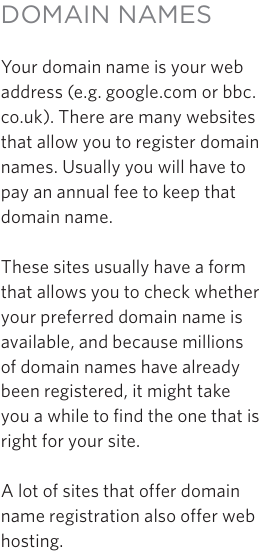 DOMAIN NAMES
Your domain name is your web
address (e.g. google.com or bbc.
co.uk). There are many websites
that allow you to register domain
names. Usually you will have to
pay an annual fee to keep that
domain name.
These sites usually have a form
that allows you to check whether
your preferred domain name is
available, and because millions
of domain names have already
been registered, it might take
you a while to find the one that is
right for your site.
A lot of sites that offer domain
name registration also offer web
hosting.